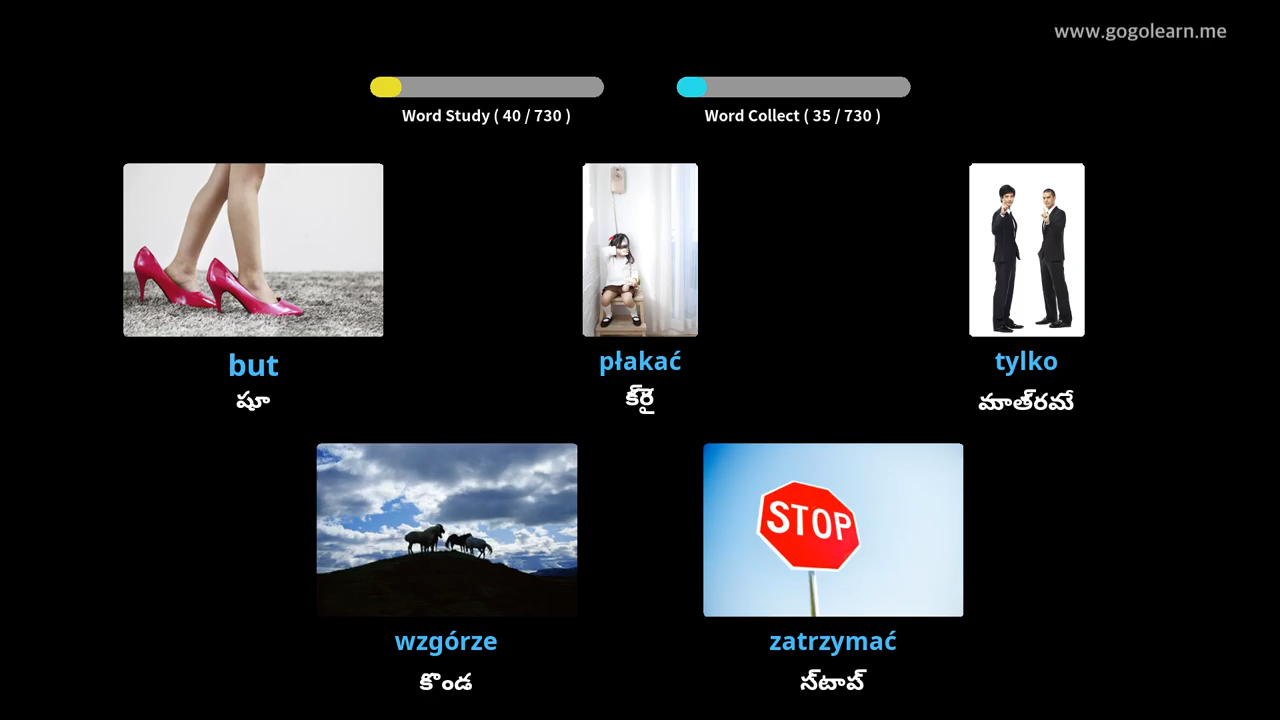 www.gogolearn.me
Word Study ( 40 / 730 )
Word Collect ( 35 / 730 )
but
షూ
płakać
క్రై
tylko
మాత్రమే
STOP
wzgórze
కొండ
zatrzymać
స్టాప్